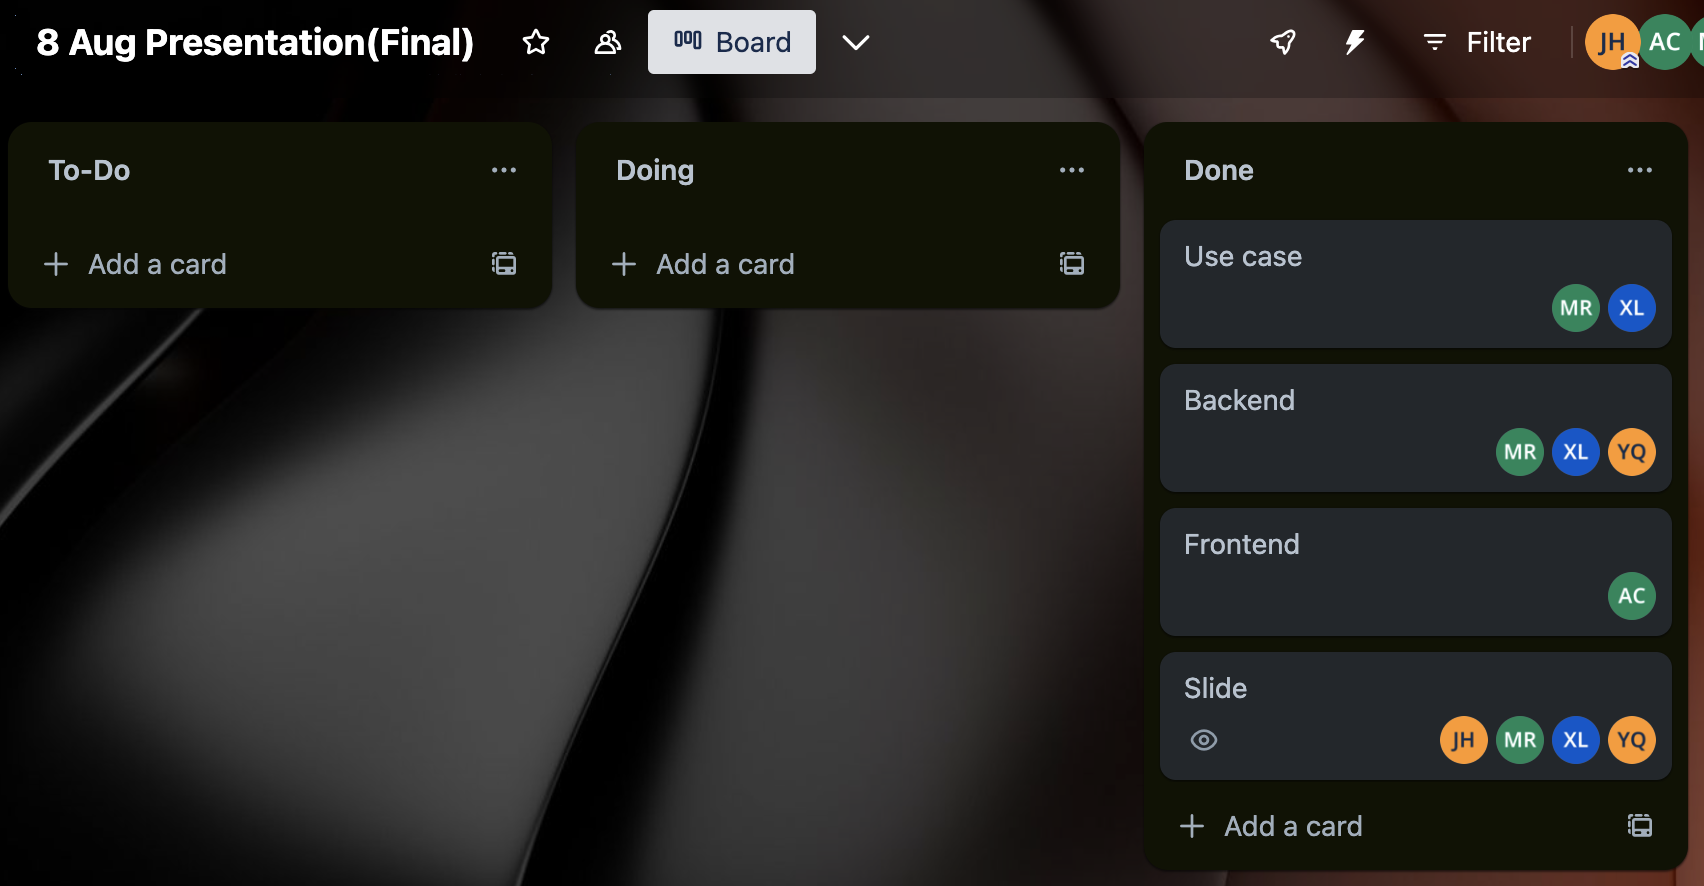 8 Aug Presentation(Final)
Board
Filter
JH
AC
To-Do
Add a card
Doing
Add a card
Done
Use case
MR XL
Backend
MR XL YQ
Frontend
AC
Slide
JH MR XL YQ
Add a card